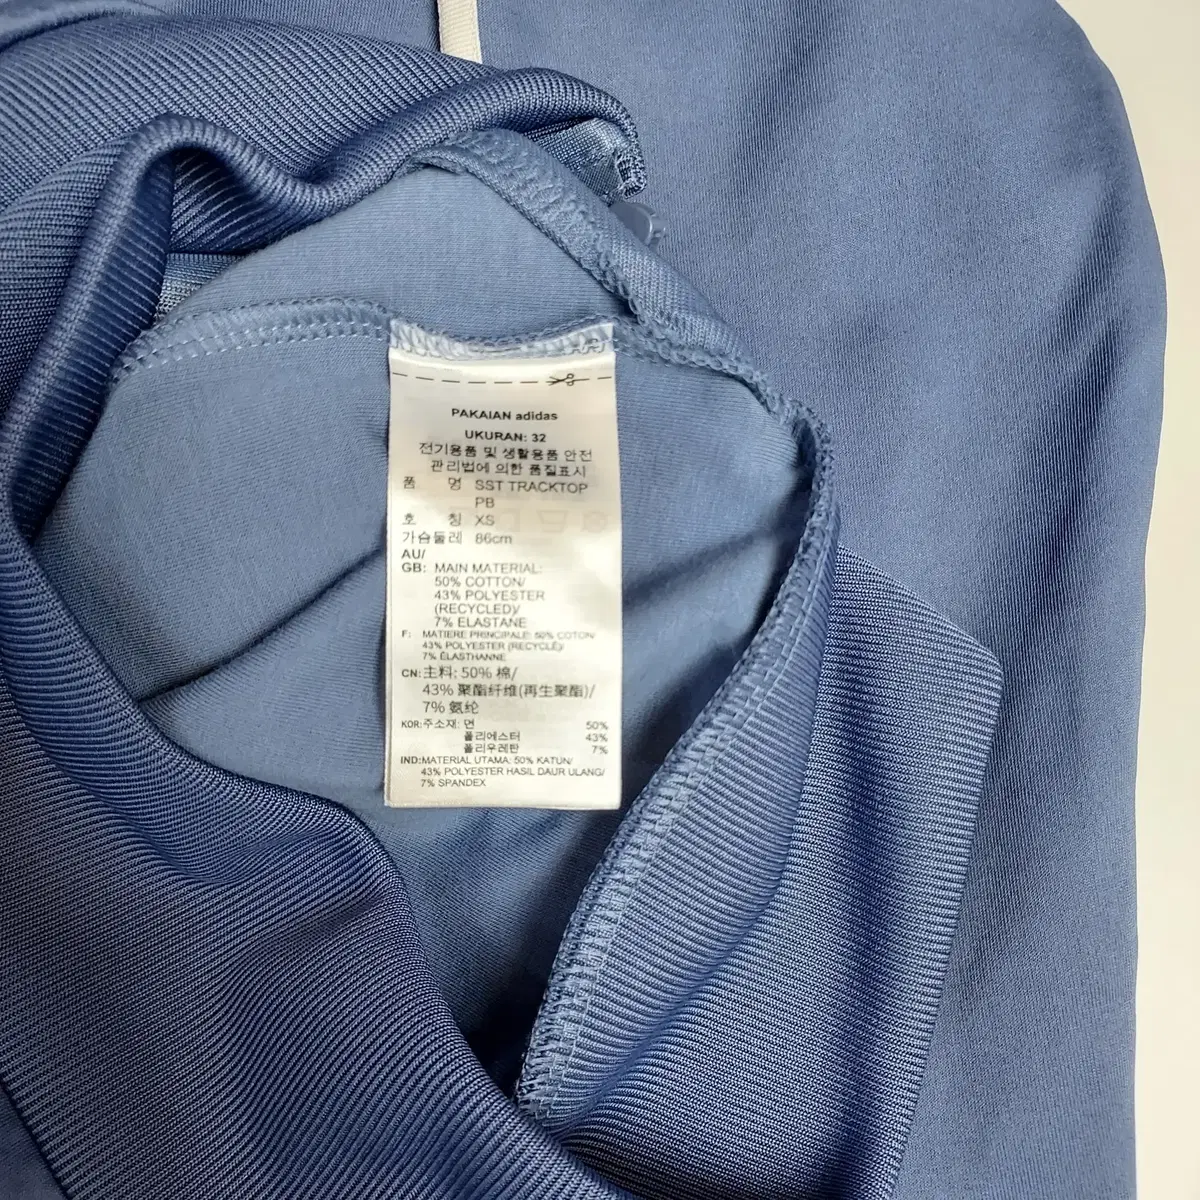 PAKAIAN adidas
UKURAN: 32
전기용품 및 생활용품 안전
관리법에 의한 품질표시
품 명 SST TRACKTOP
PB
호 칭 XS
가슴둘레 86cm
AU/
GB: MAIN MATERIAL:
50% COTTON/
43% POLYESTER
(RECYCLED)/
7% ELASTANE
F: MATIERE PRINCIPALE: 50% COTON/
43% POLYESTER (RECYCLÉ)/
7% ÉLASTHANNE
CN: 主料: 50% 棉/
43% 聚酯纤维(再生聚酯)/
7% 氨纶
KOR: 주소재: 면 50%
폴리에스터 43%
폴리우레탄 7%
IND: MATERIAL UTAMA: 50% KATUN/
43% POLYESTER HASIL DAUR ULANG/
7% SPANDEX